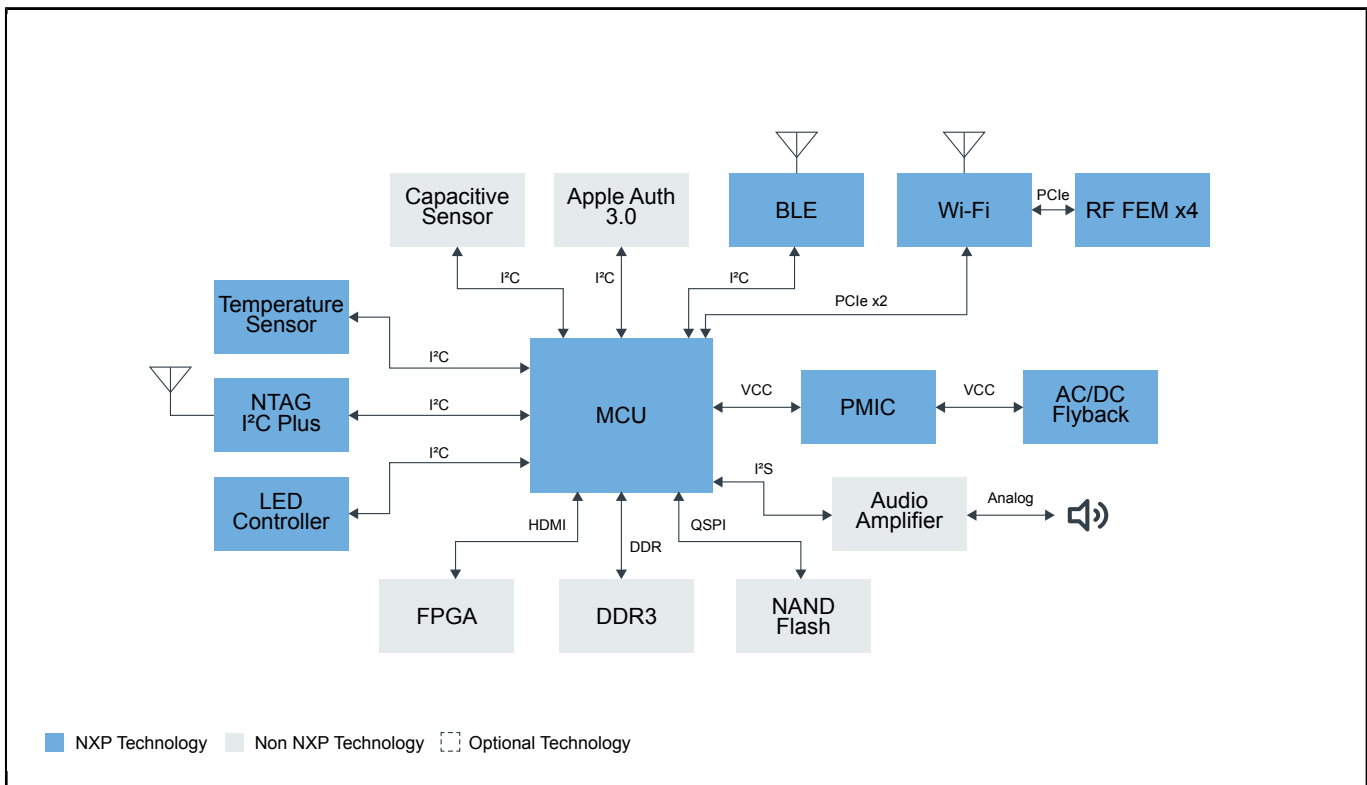 Capacitive
Sensor
Apple Auth
3.0
BLE
Wi-Fi
PCIe
RF FEM x4
I²C
I²C
I²C
PCIe x2
Temperature
Sensor
I²C
NTAG
I²C Plus
I²C
MCU
VCC
PMIC
VCC
AC/DC
Flyback
I²C
LED
Controller
I²S
Audio
Amplifier
Analog
HDMI
DDR
QSPI
FPGA
DDR3
NAND
Flash
NXP Technology
Non NXP Technology
Optional Technology